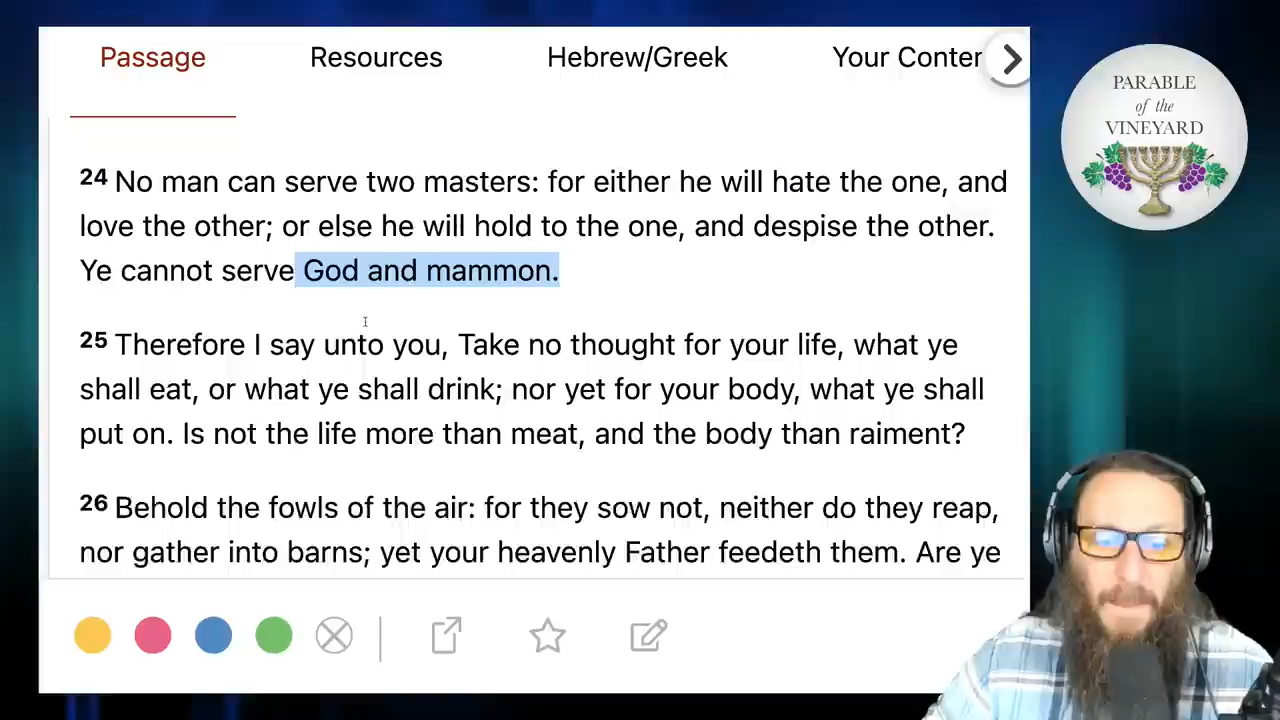 Passage
Resources
Hebrew/Greek
Your Conten
24 No man can serve two masters: for either he will hate the one, and
love the other; or else he will hold to the one, and despise the other.
Ye cannot serve God and mammon.
25 Therefore I say unto you, Take no thought for your life, what ye
shall eat, or what ye shall drink; nor yet for your body, what ye shall
put on. Is not the life more than meat, and the body than raiment?
26 Behold the fowls of the air: for they sow not, neither do they reap,
nor gather into barns; yet your heavenly Father feedeth them. Are ye
PARABLE
of the
VINEYARD